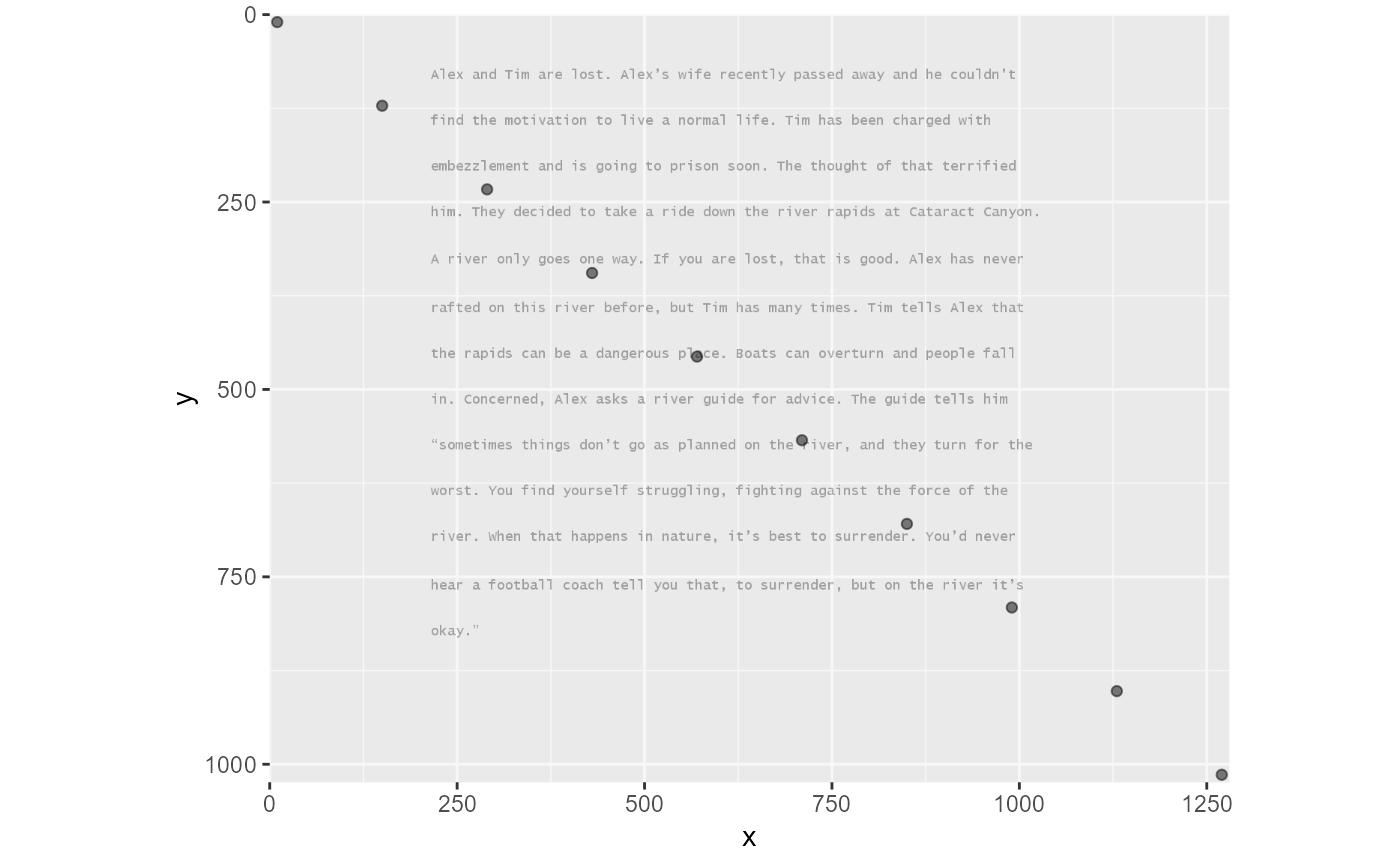 0
Alex and Tim are lost. Alex’s wife recently passed away and he couldn't
find the motivation to live a normal life. Tim has been charged with
embezzlement and is going to prison soon. The thought of that terrified
250
him. They decided to take a ride down the river rapids at Cataract Canyon.
A river only goes one way. If you are lost, that is good. Alex has never
rafted on this river before, but Tim has many times. Tim tells Alex that
the rapids can be a dangerous place. Boats can overturn and people fall
y
500
in. Concerned, Alex asks a river guide for advice. The guide tells him
“sometimes things don’t go as planned on the river, and they turn for the
worst. You find yourself struggling, fighting against the force of the
river. When that happens in nature, it’s best to surrender. You’d never
750
hear a football coach tell you that, to surrender, but on the river it’s
okay.”
1000
0 250 500 750 1000 1250
x